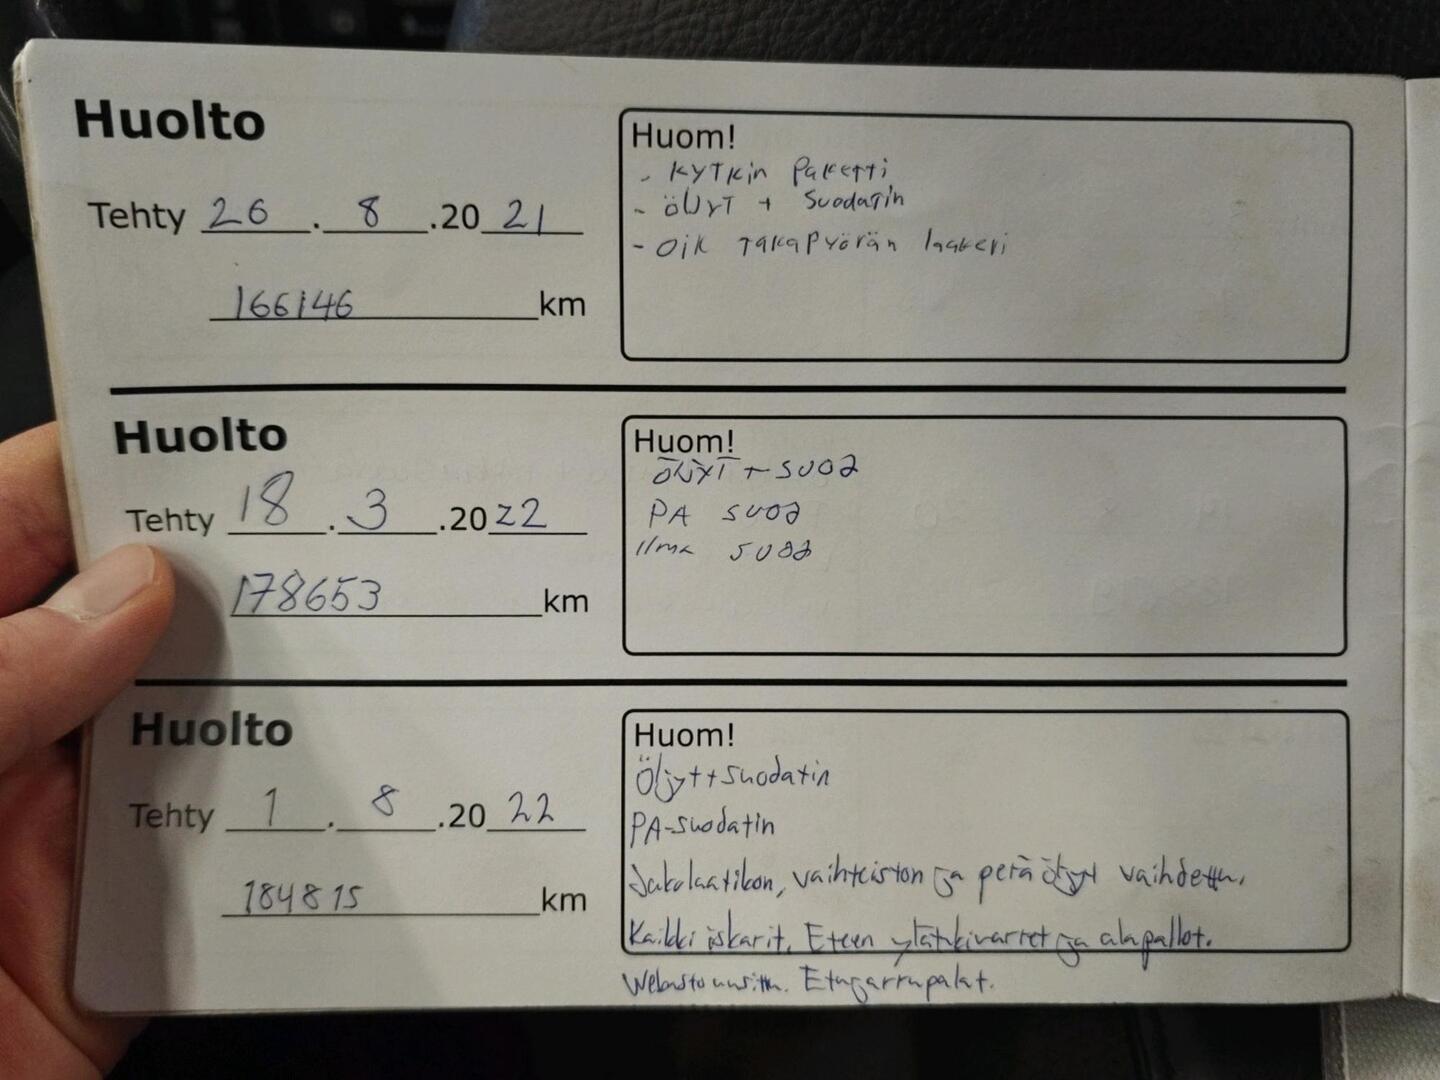 Huolto
Tehty 26.8.2021
166146 km
Huom!
- Kytkin paketti
- öljyt + suodatin
- oik takapyörän laakeri
Huolto
Tehty 18.3.2022
178653 km
Huom!
öljyt + suod
PA suod
Ilma suod
Huolto
Tehty 1.8.2022
184815 km
Huom!
Öljyt+suodatin
PA-suodatin
Jakolaatikon, vaihteiston ja perä öljyt vaihdettu.
Kaikki iskarit. Eteen ylätukivarret ja alapallot.
Webasto uusittu. Etujarrupalat.